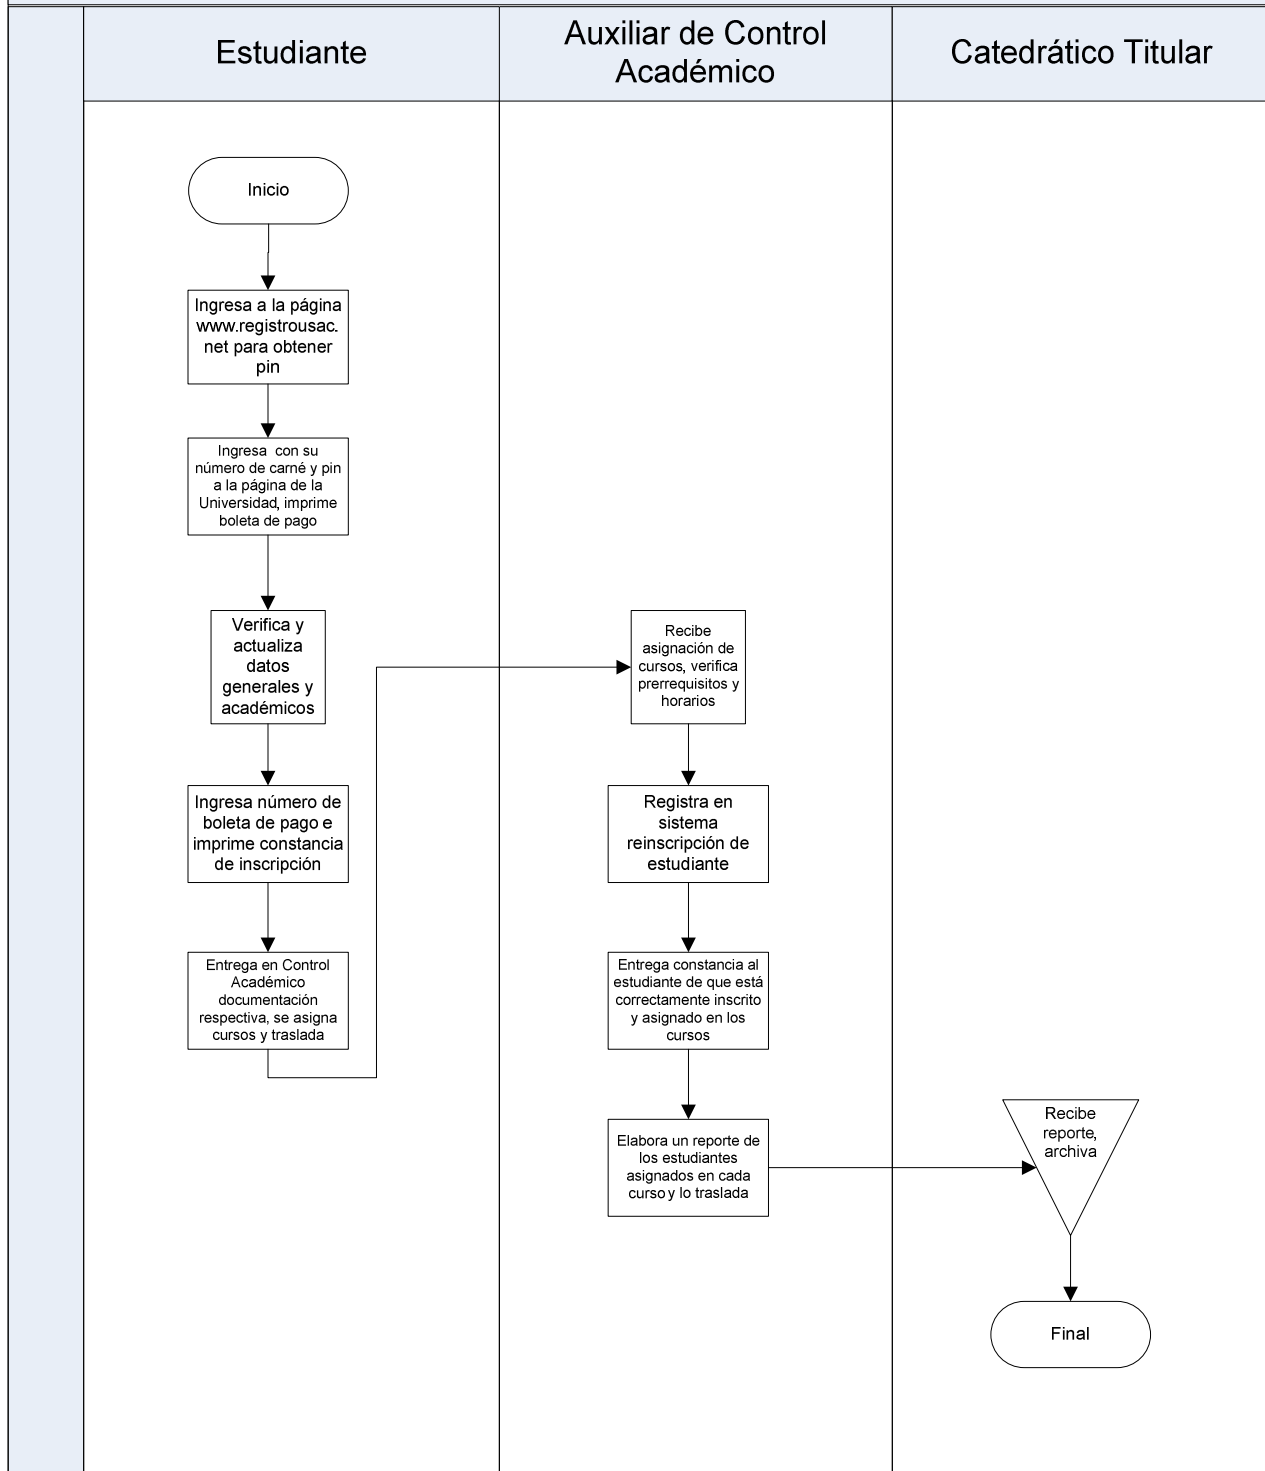 Estudiante
Auxiliar de Control
Académico
Catedrático Titular
Inicio
Ingresa a la página
www.registrousac.
net para obtener
pin
Ingresa con su
número de carné y pin
a la página de la
Universidad, imprime
boleta de pago
Verifica y
actualiza
datos
generales y
académicos
Ingresa número de
boleta de pago e
imprime constancia
de inscripción
Entrega en Control
Académico
documentación
respectiva, se asigna
cursos y traslada
Recibe
asignación de
cursos, verifica
prerrequisitos y
horarios
Registra en
sistema
reinscripción de
estudiante
Entrega constancia al
estudiante de que está
correctamente inscrito
y asignado en los
cursos
Elabora un reporte de
los estudiantes
asignados en cada
curso y lo traslada
Recibe
reporte,
archiva
Final